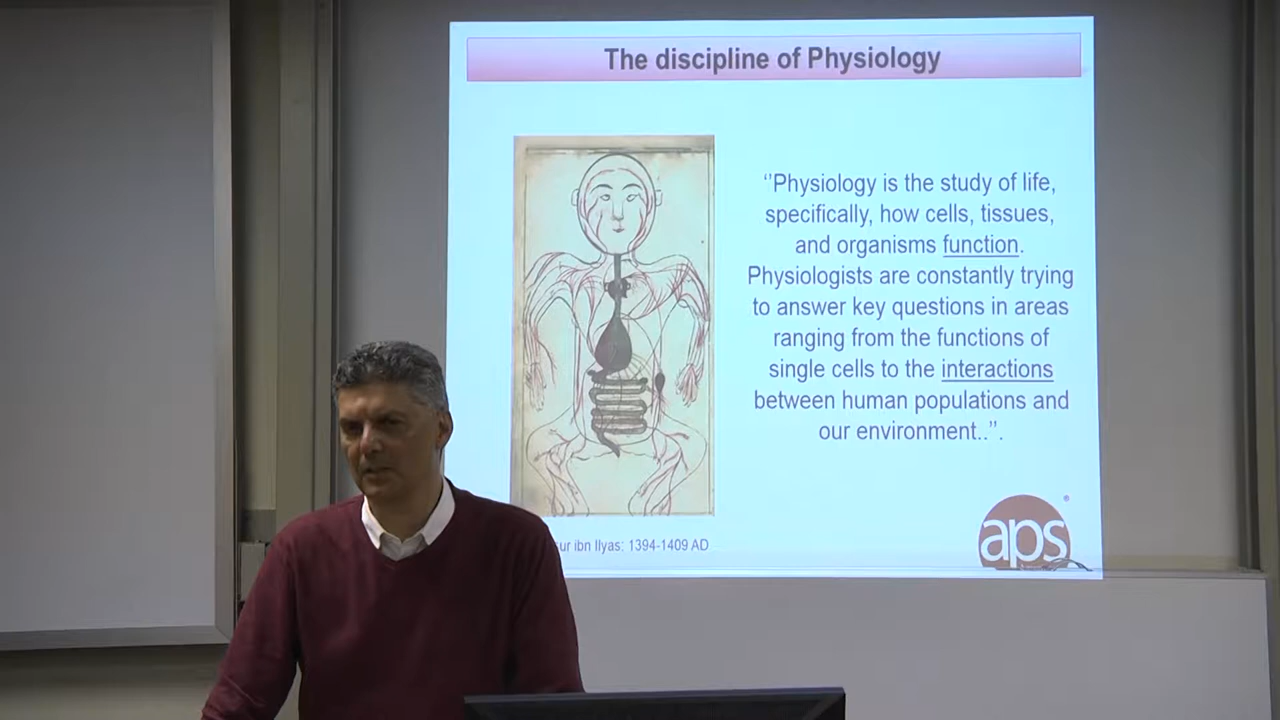 The discipline of Physiology
‘'Physiology is the study of life,
specifically, how cells, tissues,
and organisms function.
Physiologists are constantly trying
to answer key questions in areas
ranging from the functions of
single cells to the interactions
between human populations and
our environment..’'.
ibn Ilyas: 1394-1409 AD
aps